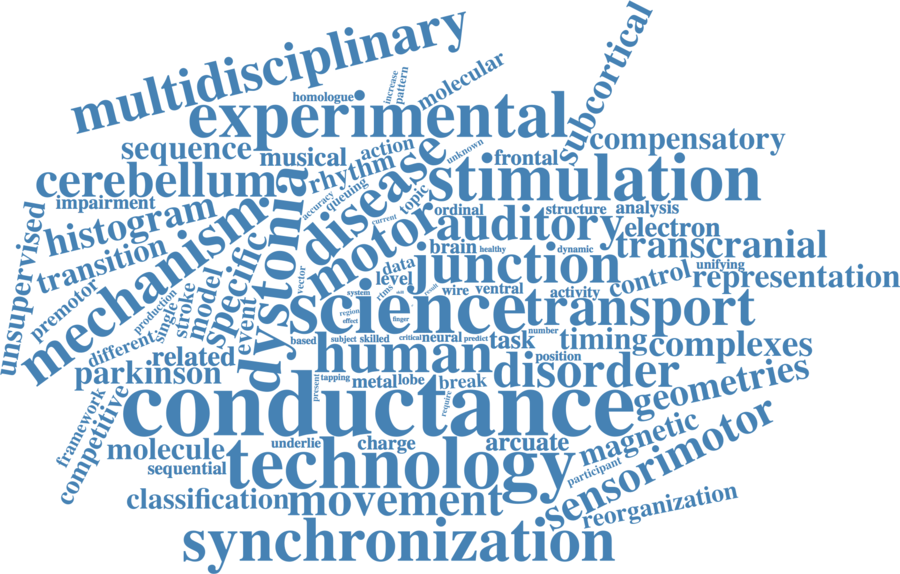 multidisciplinary
subcortical
molecular
increase
pattern
homologue
experimental
compensatory
sequence
musical
action
rhythm
unknown
frontal
cerebellum
stimulation
disease
impairment
accuracy
queuing
topic
current
ordinal
structure
analysis
unsupervised
histogram
mechanism
dystonia
motor
auditory
electron
transition
specific
brain
healthy
dynamic
transcranial
junction
control
unifying
representation
premotor
production
single
stroke
model
event
vector
data
level
system
rtms
result
wire
ventral
activity
science
transport
region
effect
finger
different
related
based
subject
skilled
critical
neural
predict
task
number
timing
complexes
parkinson
human
position
disorder
geometries
framework
competitive
present
tapping
metal
lobe
break
require
conductance
magnetic
sensorimotor
molecule
underlie
charge
arcuate
sequential
technology
participant
classification
movement
reorganization
synchronization